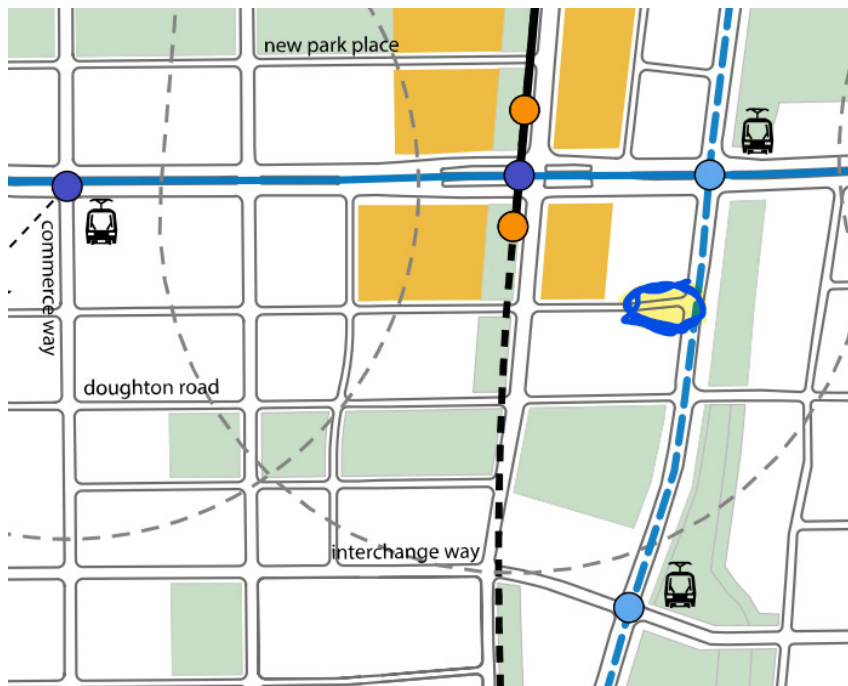 new park place
commerce way
doughton road
interchange way